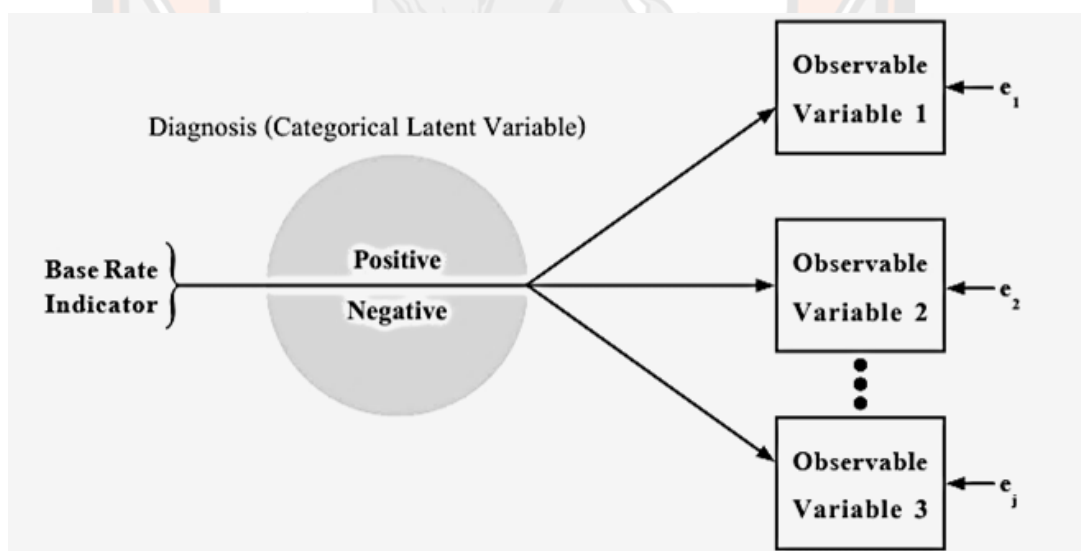 Diagnosis (Categorical Latent Variable)
Base Rate
Indicator
Positive
Negative
Observable
Variable 1
e1
Observable
Variable 2
e2
Observable
Variable 3
ej